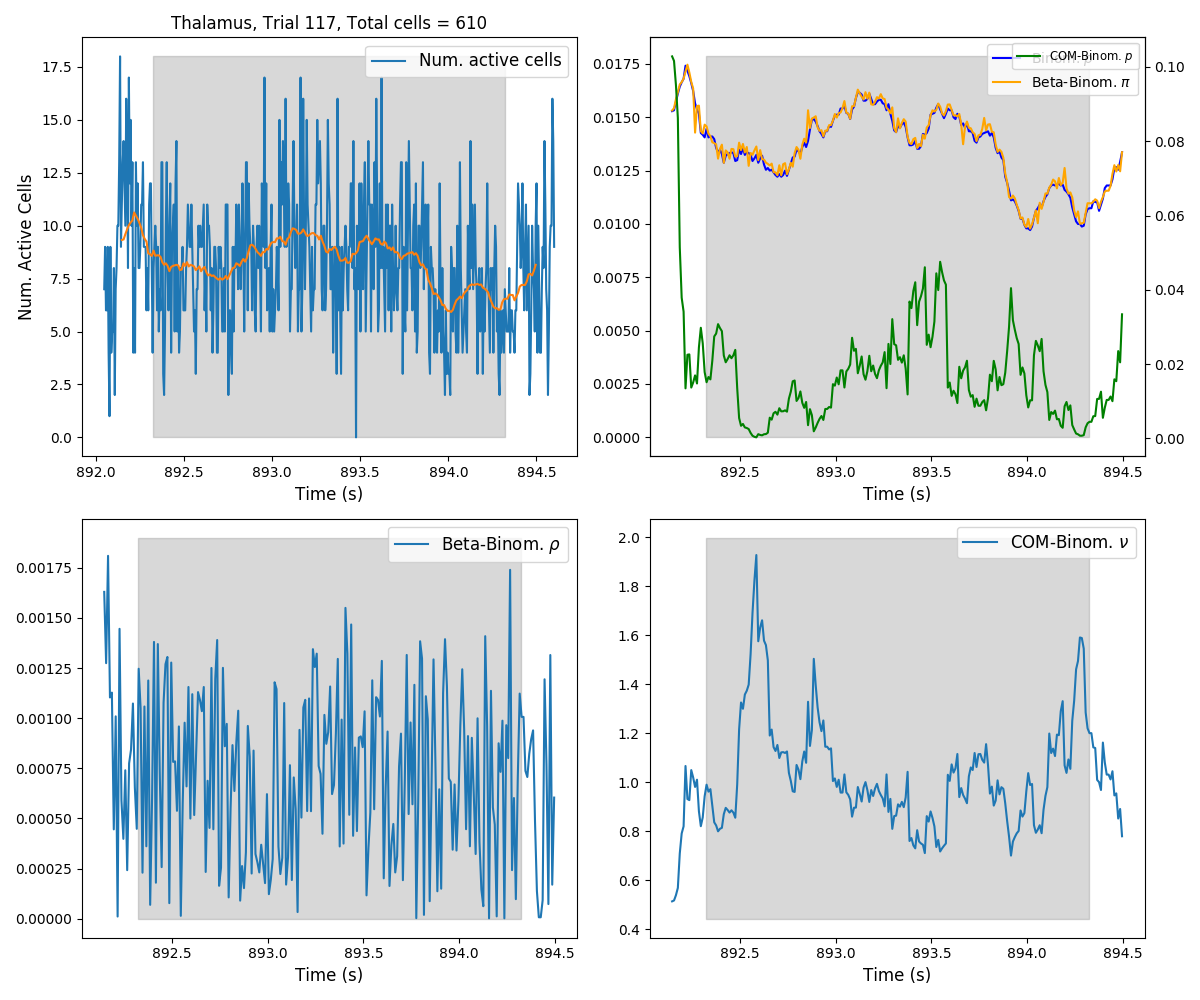 Thalamus, Trial 117, Total cells = 610
Num. active cells
17.5
15.0
12.5
10.0
7.5
5.0
2.5
0.0
Num. Active Cells
892.0 892.5 893.0 893.5 894.0 894.5
Time (s)
COM-Binom. p
Beta-Binom. π
0.0175
0.0150
0.0125
0.0100
0.0075
0.0050
0.0025
0.0000
0.10
0.08
0.06
0.04
0.02
0.00
892.5 893.0 893.5 894.0 894.5
Time (s)
Beta-Binom. ρ
0.00175
0.00150
0.00125
0.00100
0.00075
0.00050
0.00025
0.00000
892.5 893.0 893.5 894.0 894.5
Time (s)
COM-Binom. ν
2.0
1.8
1.6
1.4
1.2
1.0
0.8
0.6
0.4
892.5 893.0 893.5 894.0 894.5
Time (s)